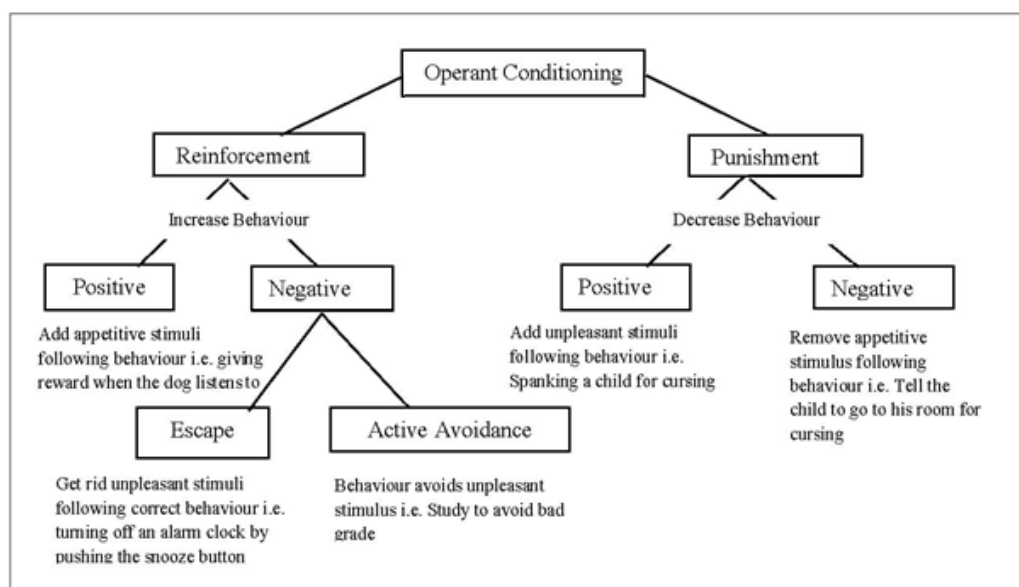 Operant Conditioning
Reinforcement
Punishment
Increase Behaviour
Decrease Behaviour
Positive
Negative
Positive
Negative
Add appetitive stimuli
following behaviour i.e. giving
reward when the dog listens to
Add unpleasant stimuli
following behaviour i.e.
Spanking a child for cursing
Remove appetitive
stimulus following
behaviour i.e. Tell the
child to go to his room for
cursing
Escape
Active Avoidance
Get rid unpleasant stimuli
following correct behaviour i.e.
turning off an alarm clock by
pushing the snooze button
Behaviour avoids unpleasant
stimulus i.e. Study to avoid bad
grade